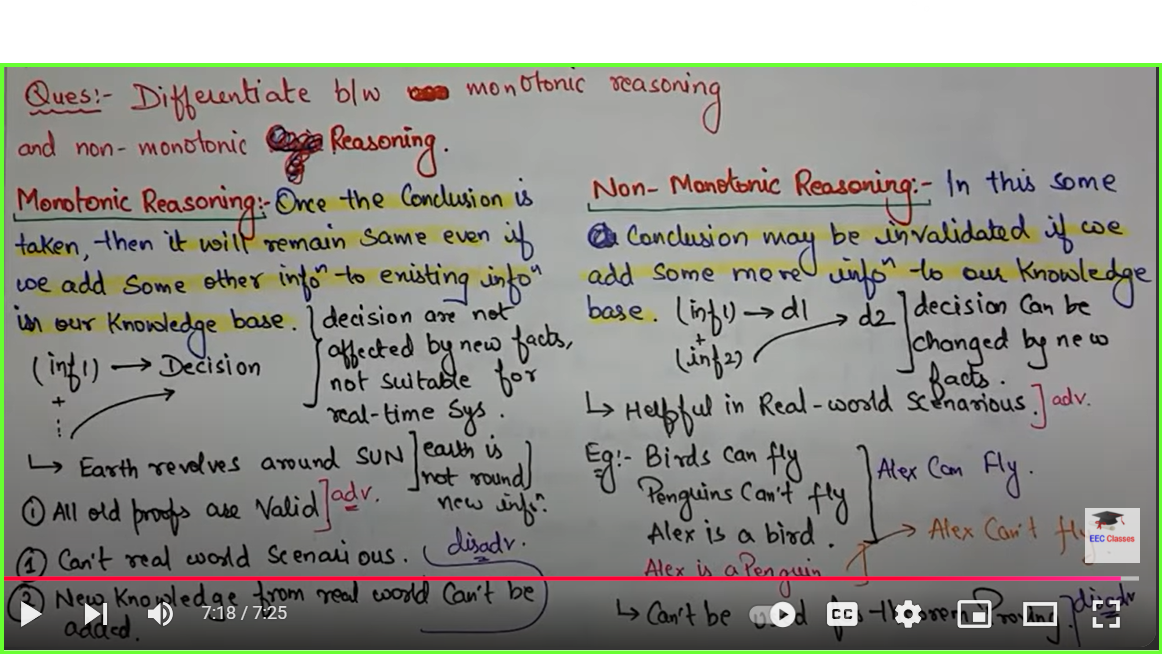 Ques:- Differentiate b/w monotonic reasoning
and non-monotonic Reasoning.
Monotonic Reasoning:- Once the Conclusion is
taken, then it will remain same even if
we add some other infoⁿ to existing infoⁿ
in our Knowledge base.
(inf1) → Decision
+
⋮
decision are not
affected by new facts,
not suitable for
real-time sys.
↳ Earth revolves around SUN
earth is
not round
new infoⁿ.
① All old proofs are Valid] adv.
① Can't real world scenarious. disadv.
② New Knowledge from real world Can't be
added.
Non-Monotonic Reasoning:- In this some
Conclusion may be invalidated if we
add some more infoⁿ to our Knowledge
base. (inf1) → d1
+
(inf2) → d2
decision Can be
changed by new
facts.
↳ Helpful in Real-world Scenarious.] adv.
Eg:- Birds Can fly
Penguins Can't fly
Alex is a bird.
Alex Can Fly.
Alex is a Penguin
→ Alex Can't fly
↳ Can't be used for theorem Proving. disadv
EEC Classes
7:18 / 7:25
CC